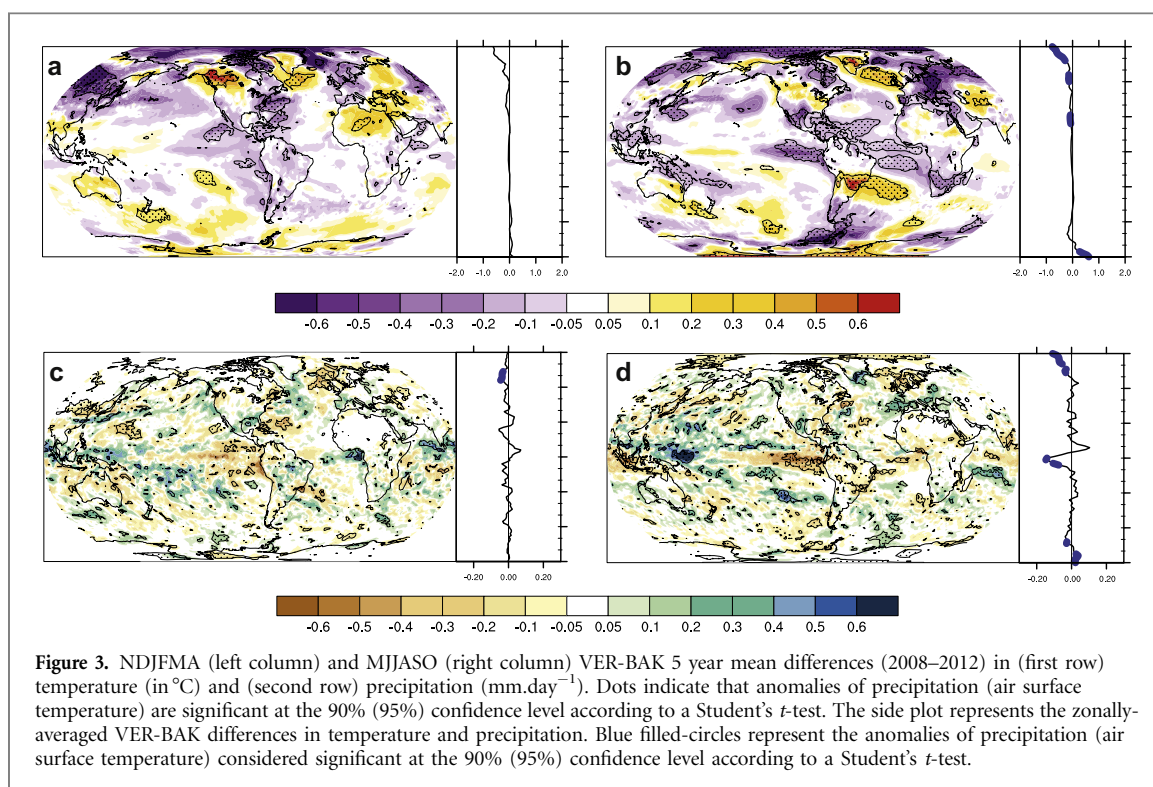 a
b
-2.0 -1.0 0.0 1.0 2.0
-2.0 -1.0 0.0 1.0 2.0
-0.6 -0.5 -0.4 -0.3 -0.2 -0.1 -0.05 0.05 0.1 0.2 0.3 0.4 0.5 0.6
c
d
-0.20 0.00 0.20
-0.20 0.00 0.20
-0.6 -0.5 -0.4 -0.3 -0.2 -0.1 -0.05 0.05 0.1 0.2 0.3 0.4 0.5 0.6
Figure 3. NDJFMA (left column) and MJJASO (right column) VER-BAK 5 year mean differences (2008–2012) in (first row)
temperature (in °C) and (second row) precipitation (mm.day⁻¹). Dots indicate that anomalies of precipitation (air surface
temperature) are significant at the 90% (95%) confidence level according to a Student's t-test. The side plot represents the zonally-
averaged VER-BAK differences in temperature and precipitation. Blue filled-circles represent the anomalies of precipitation (air
surface temperature) considered significant at the 90% (95%) confidence level according to a Student's t-test.